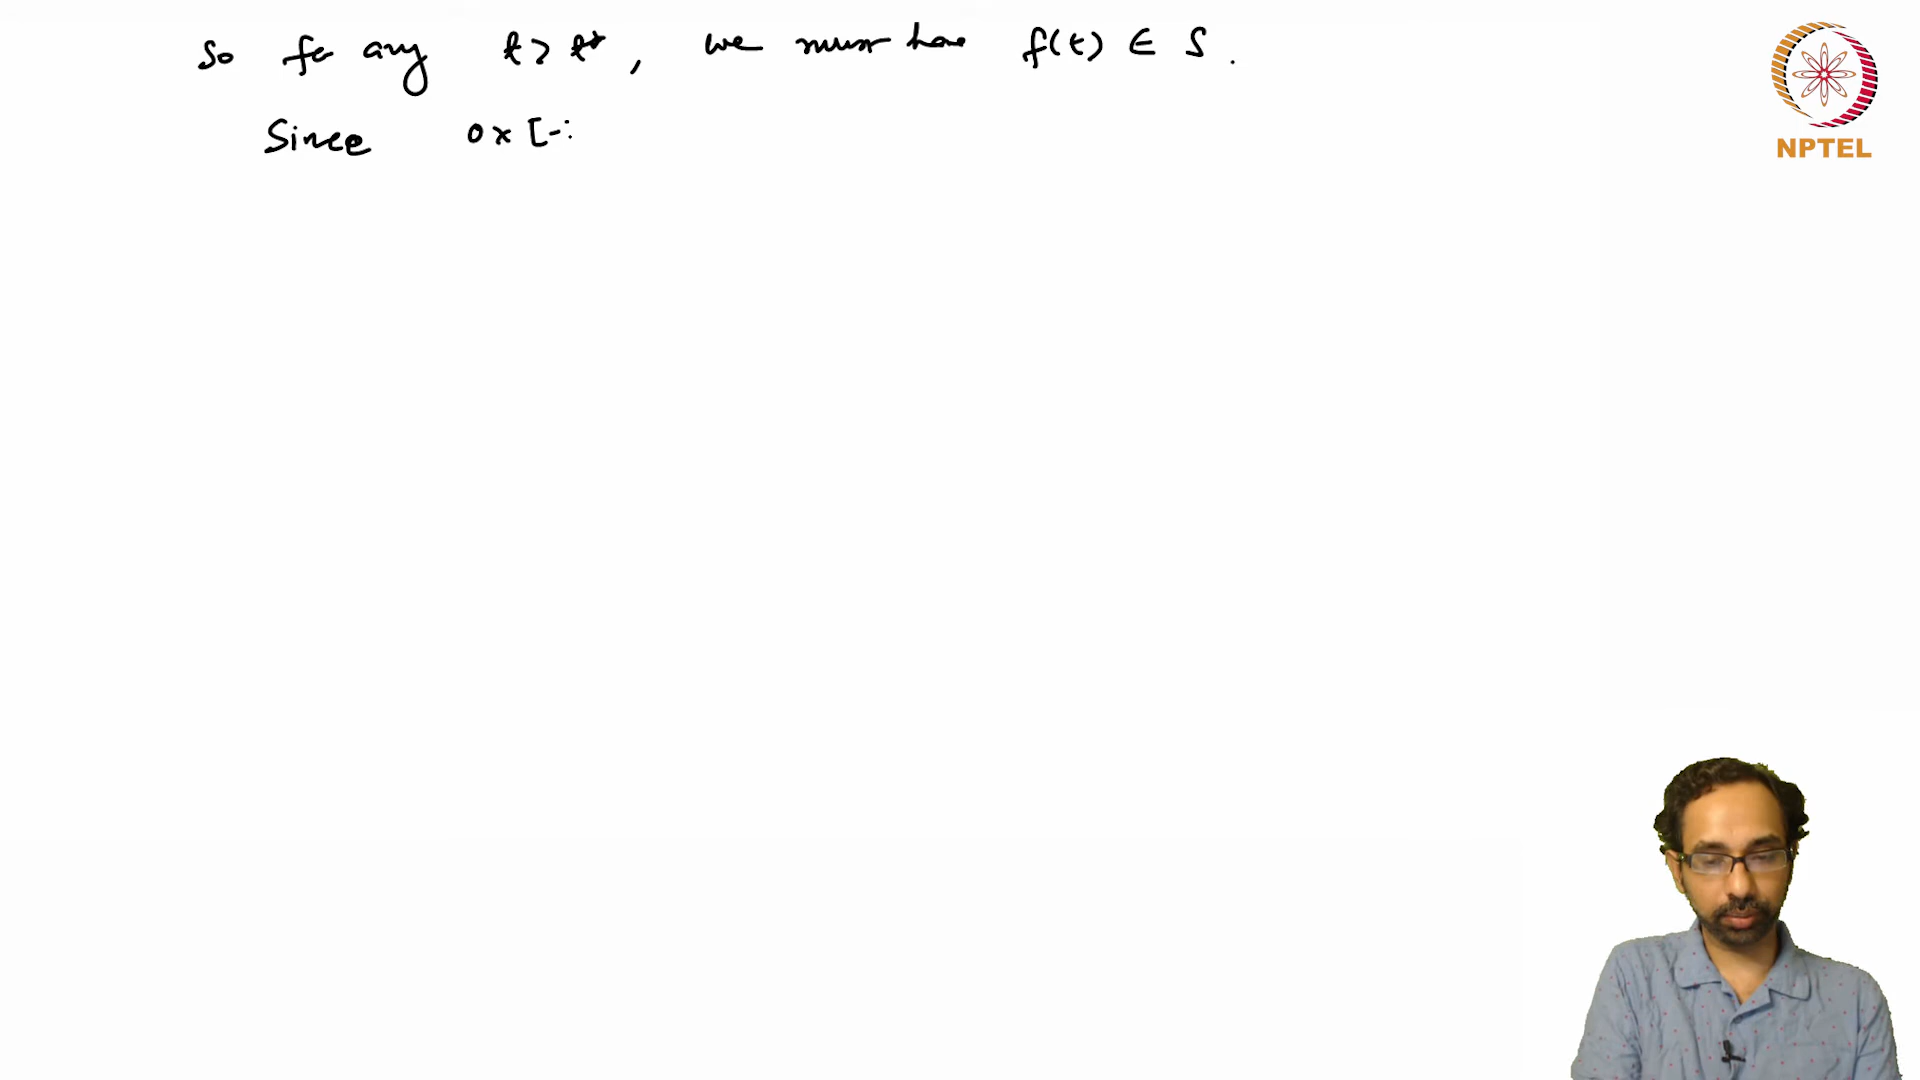 So for any t > t*, we must have f(t) ∈ S.
Since 0 x [-:
NPTEL